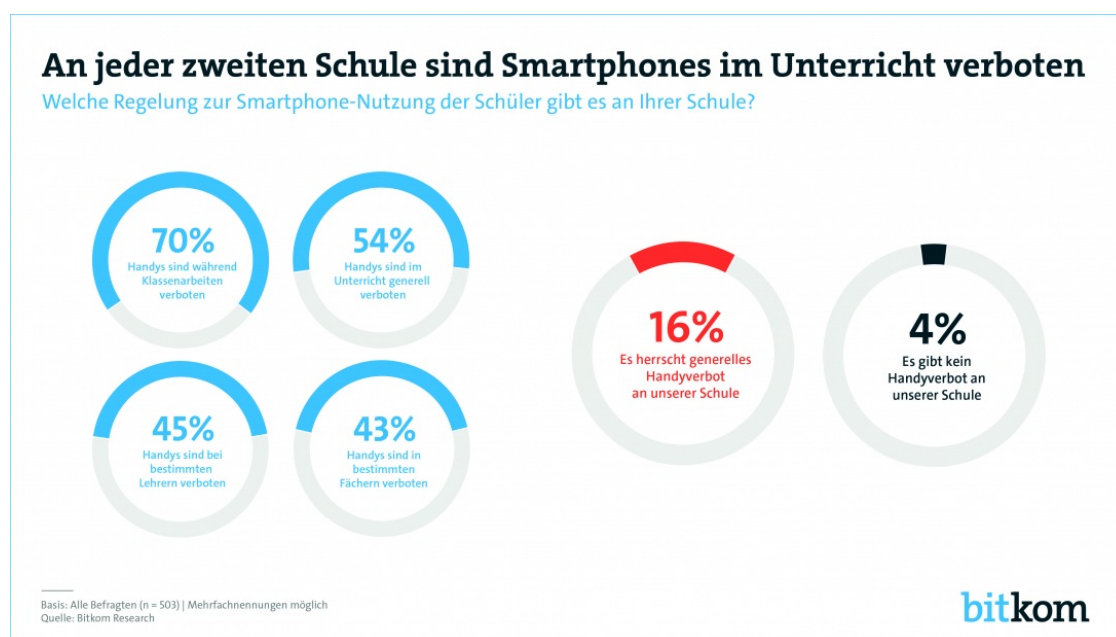 An jeder zweiten Schule sind Smartphones im Unterricht verboten
Welche Regelung zur Smartphone-Nutzung der Schüler gibt es an Ihrer Schule?
70%
Handys sind während
Klassenarbeiten
verboten
54%
Handys sind im
Unterricht generell
verboten
45%
Handys sind bei
bestimmten
Lehrern verboten
43%
Handys sind in
bestimmten
Fächern verboten
16%
Es herrscht generelles
Handyverbot
an unserer Schule
4%
Es gibt kein
Handyverbot an
unserer Schule
Basis: Alle Befragten (n = 503) | Mehrfachnennungen möglich
Quelle: Bitkom Research
bitkom